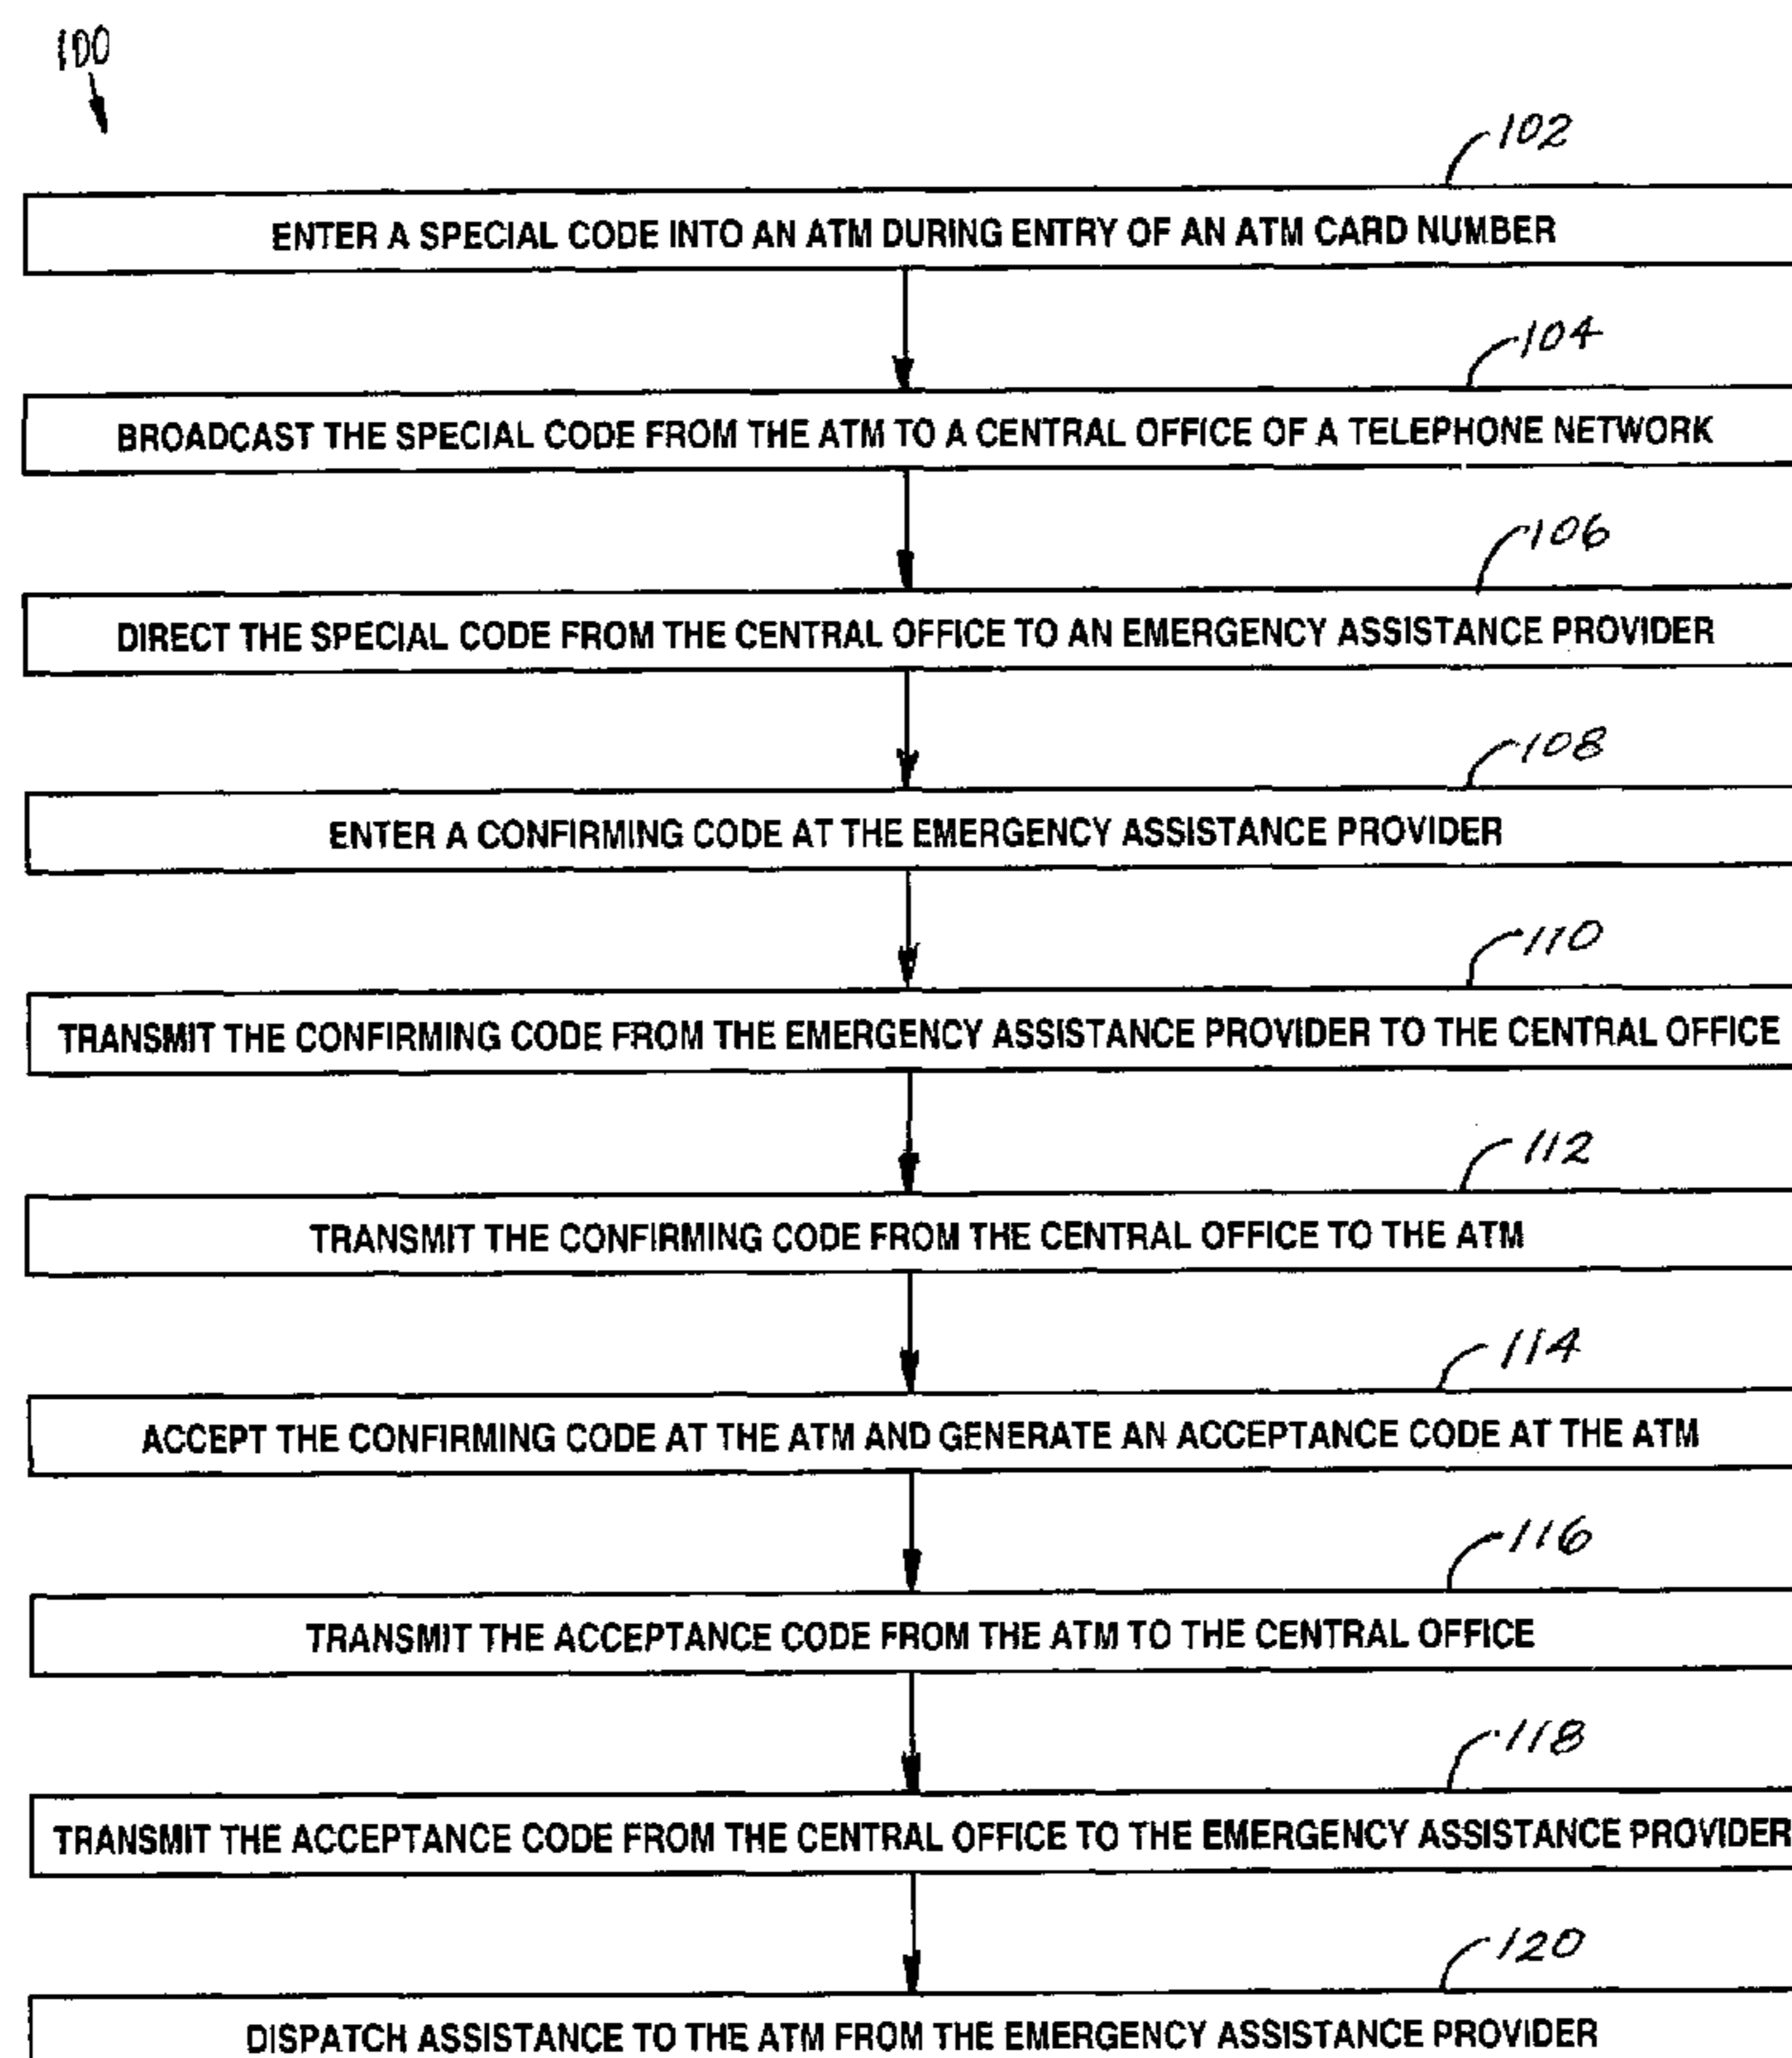 100
102
ENTER A SPECIAL CODE INTO AN ATM DURING ENTRY OF AN ATM CARD NUMBER
104
BROADCAST THE SPECIAL CODE FROM THE ATM TO A CENTRAL OFFICE OF A TELEPHONE NETWORK
106
DIRECT THE SPECIAL CODE FROM THE CENTRAL OFFICE TO AN EMERGENCY ASSISTANCE PROVIDER
108
ENTER A CONFIRMING CODE AT THE EMERGENCY ASSISTANCE PROVIDER
110
TRANSMIT THE CONFIRMING CODE FROM THE EMERGENCY ASSISTANCE PROVIDER TO THE CENTRAL OFFICE
112
TRANSMIT THE CONFIRMING CODE FROM THE CENTRAL OFFICE TO THE ATM
114
ACCEPT THE CONFIRMING CODE AT THE ATM AND GENERATE AN ACCEPTANCE CODE AT THE ATM
116
TRANSMIT THE ACCEPTANCE CODE FROM THE ATM TO THE CENTRAL OFFICE
118
TRANSMIT THE ACCEPTANCE CODE FROM THE CENTRAL OFFICE TO THE EMERGENCY ASSISTANCE PROVIDER
120
DISPATCH ASSISTANCE TO THE ATM FROM THE EMERGENCY ASSISTANCE PROVIDER